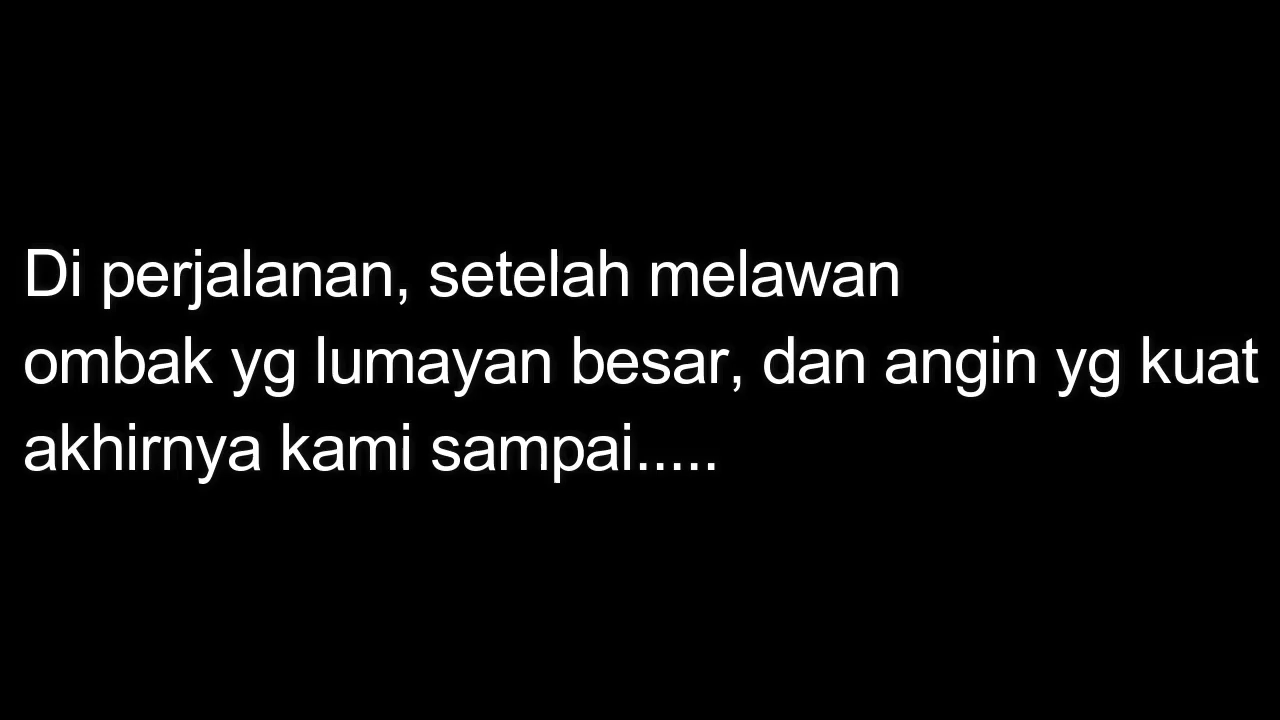 Di perjalanan, setelah melawan
ombak yg lumayan besar, dan angin yg kuat
akhirnya kami sampai.....